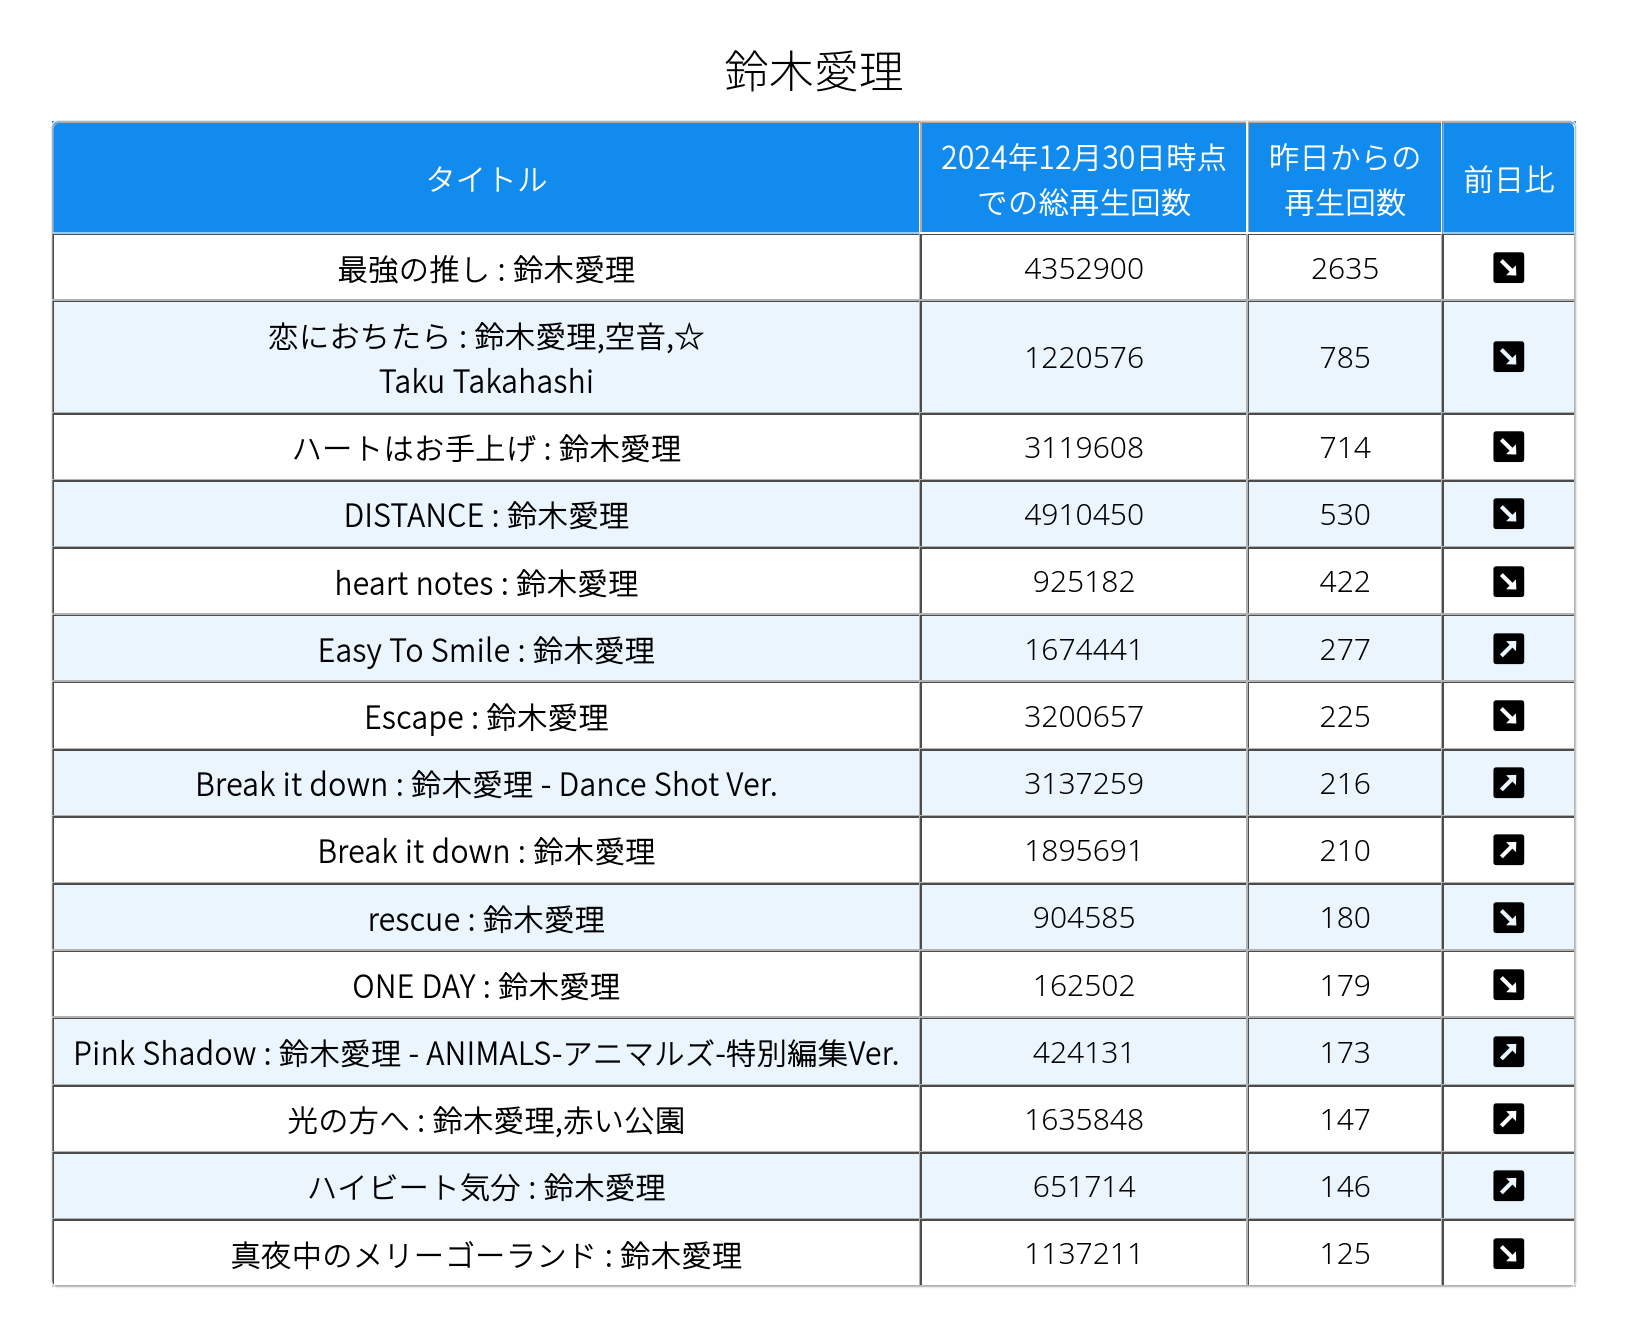 鈴木愛理
タイトル
2024年12月30日時点
での総再生回数
昨日からの
再生回数
前日比
最強の推し : 鈴木愛理 4352900 2635 ↘
恋におちたら : 鈴木愛理,空音,☆
Taku Takahashi 1220576 785 ↘
ハートはお手上げ : 鈴木愛理 3119608 714 ↘
DISTANCE : 鈴木愛理 4910450 530 ↘
heart notes : 鈴木愛理 925182 422 ↘
Easy To Smile : 鈴木愛理 1674441 277 ↗
Escape : 鈴木愛理 3200657 225 ↘
Break it down : 鈴木愛理 - Dance Shot Ver. 3137259 216 ↗
Break it down : 鈴木愛理 1895691 210 ↗
rescue : 鈴木愛理 904585 180 ↘
ONE DAY : 鈴木愛理 162502 179 ↘
Pink Shadow : 鈴木愛理 - ANIMALS-アニマルズ-特別編集Ver. 424131 173 ↗
光の方へ : 鈴木愛理,赤い公園 1635848 147 ↗
ハイビート気分 : 鈴木愛理 651714 146 ↗
真夜中のメリーゴーランド : 鈴木愛理 1137211 125 ↘